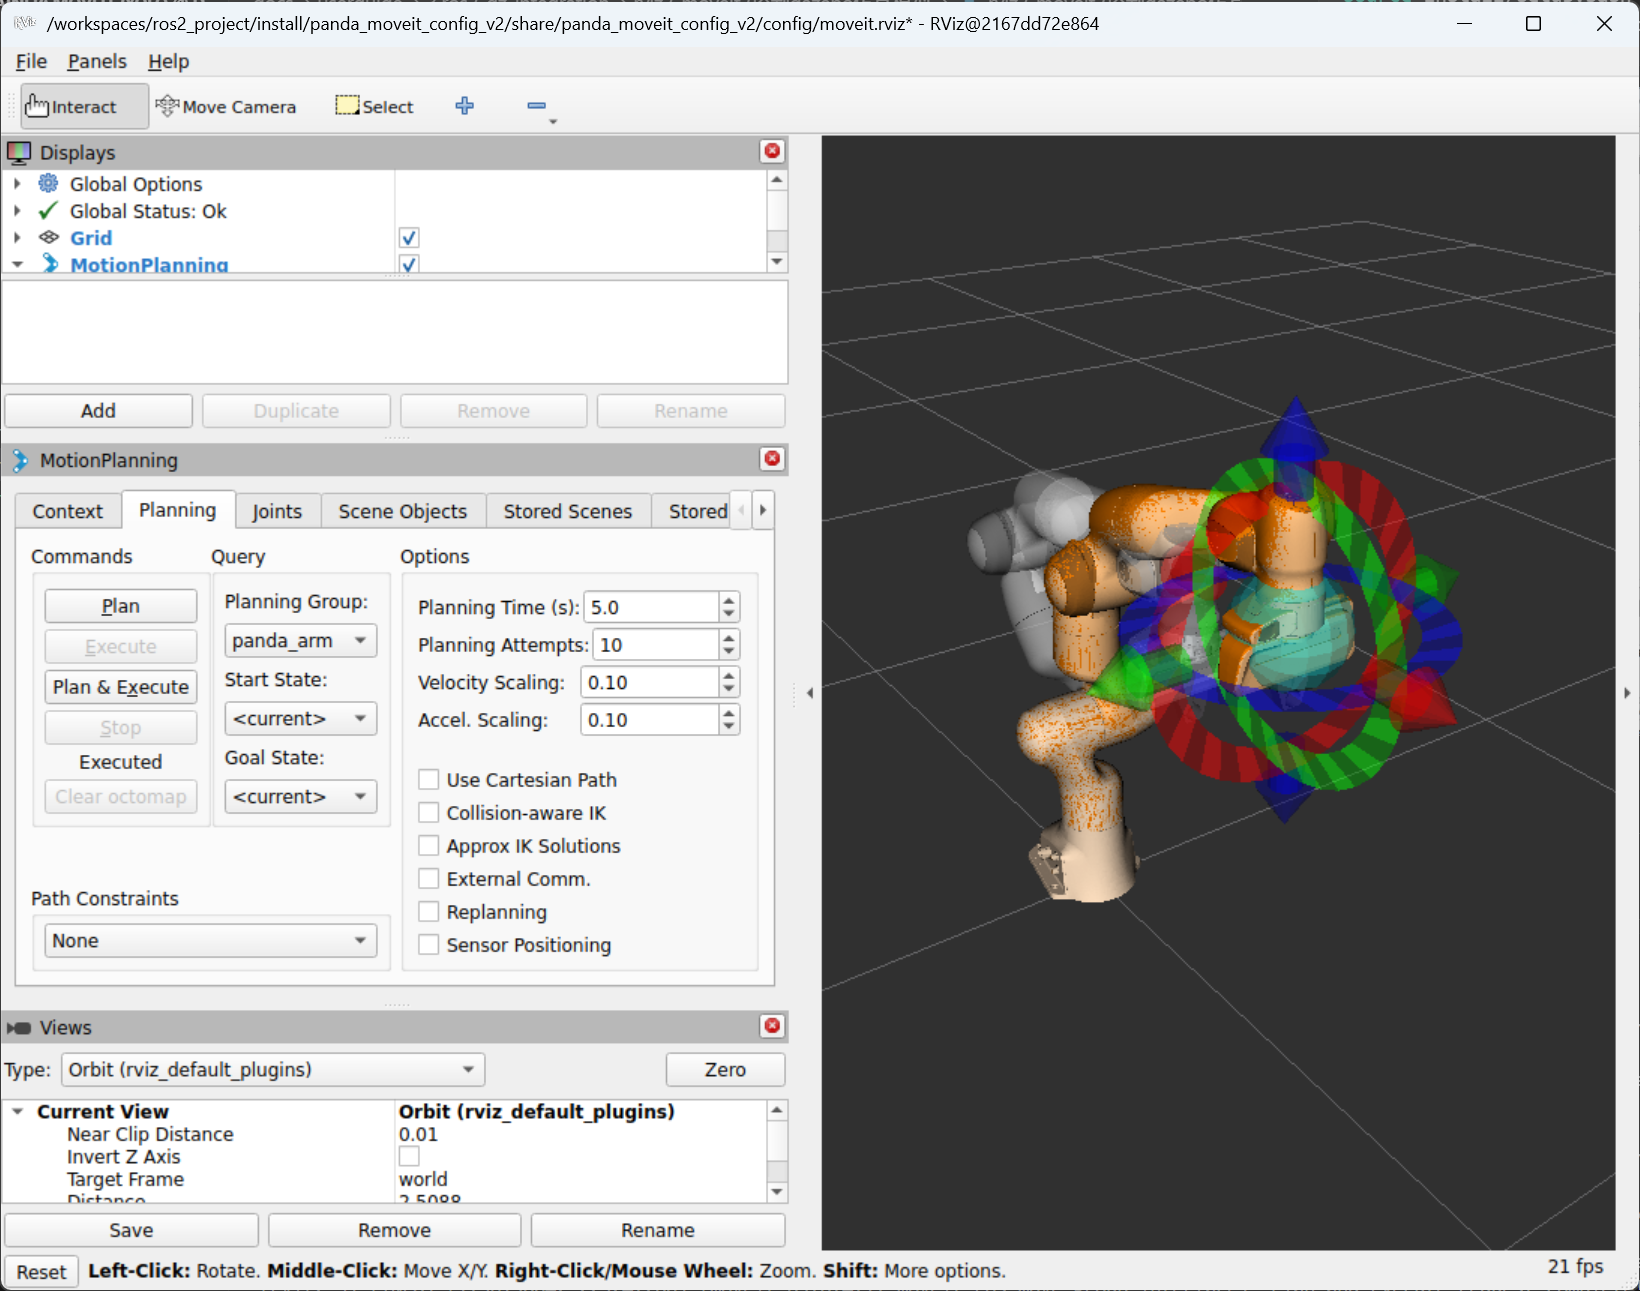 /workspaces/ros2_project/install/panda_moveit_config_v2/share/panda_moveit_config_v2/config/moveit.rviz* - RViz@2167dd72e864
File Panels Help
Interact Move Camera Select
Displays
Global Options
Global Status: Ok
Grid
MotionPlanning
Add Duplicate Remove Rename
MotionPlanning
Context Planning Joints Scene Objects Stored Scenes Stored
Commands Query Options
Plan
Execute
Plan & Execute
Stop
Executed
Clear octomap
Planning Group:
panda_arm
Start State:
<current>
Goal State:
<current>
Path Constraints
None
Planning Time (s): 5.0
Planning Attempts: 10
Velocity Scaling: 0.10
Accel. Scaling: 0.10
Use Cartesian Path
Collision-aware IK
Approx IK Solutions
External Comm.
Replanning
Sensor Positioning
Views
Type: Orbit (rviz_default_plugins) Zero
Current View Orbit (rviz_default_plugins)
Near Clip Distance 0.01
Invert Z Axis
Target Frame world
Distance 2.5088
Save Remove Rename
Reset Left-Click: Rotate. Middle-Click: Move X/Y. Right-Click/Mouse Wheel: Zoom. Shift: More options. 21 fps